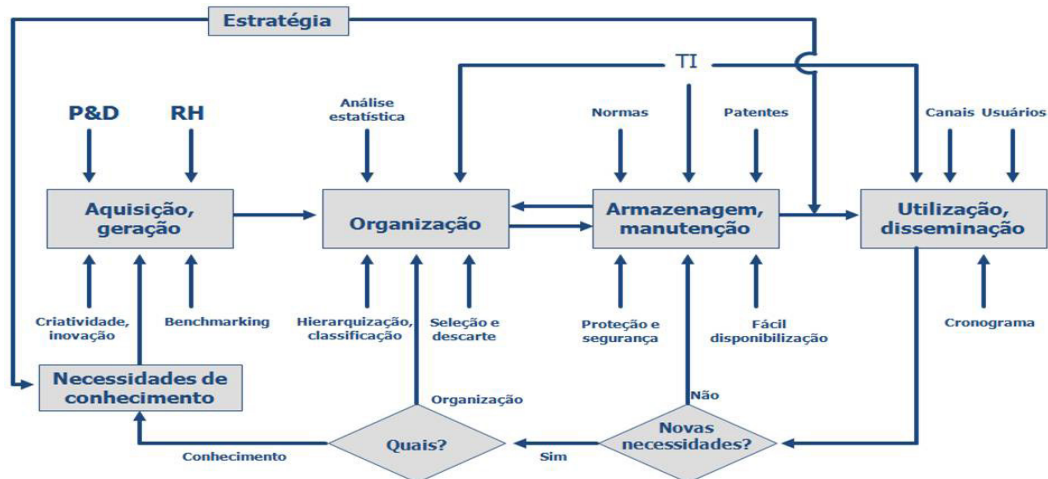 Estratégia
TI
P&D
RH
Análise
estatística
Normas
Patentes
Canais
Usuários
Aquisição,
geração
Organização
Armazenagem,
manutenção
Utilização,
disseminação
Criatividade,
inovação
Benchmarking
Hierarquização,
classificação
Seleção e
descarte
Proteção e
segurança
Fácil
disponibilização
Cronograma
Necessidades de
conhecimento
Organização
Não
Quais?
Novas
necessidades?
Conhecimento
Sim